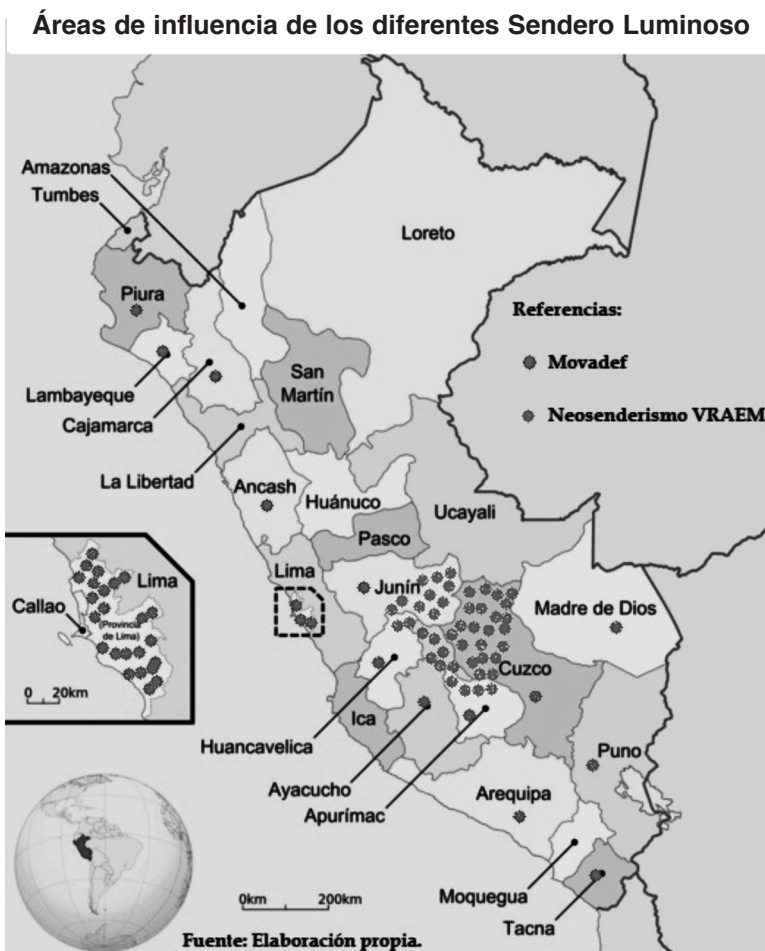 Áreas de influencia de los diferentes Sendero Luminoso
Amazonas
Tumbes
Loreto
Piura
Referencias:
Movadef
Neosenderismo VRAEM
San
Martín
Lambayeque
Cajamarca
La Libertad
Ancash
Huánuco
Ucayali
Pasco
Lima
Junín
Madre de Dios
Lima
Callao
(Provincia
de Lima)
0 20km
Cuzco
Ica
Huancavelica
Puno
Ayacucho
Apurímac
Arequipa
Moquegua
Tacna
0km 200km
Fuente: Elaboración propia.